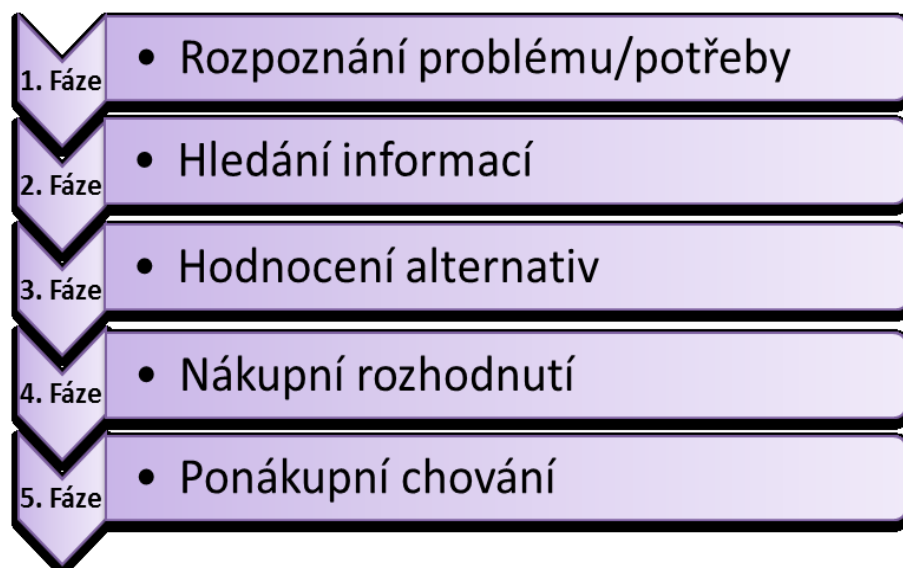 1. Fáze
• Rozpoznání problému/potřeby
2. Fáze
• Hledání informací
3. Fáze
• Hodnocení alternativ
4. Fáze
• Nákupní rozhodnutí
5. Fáze
• Ponákupní chování